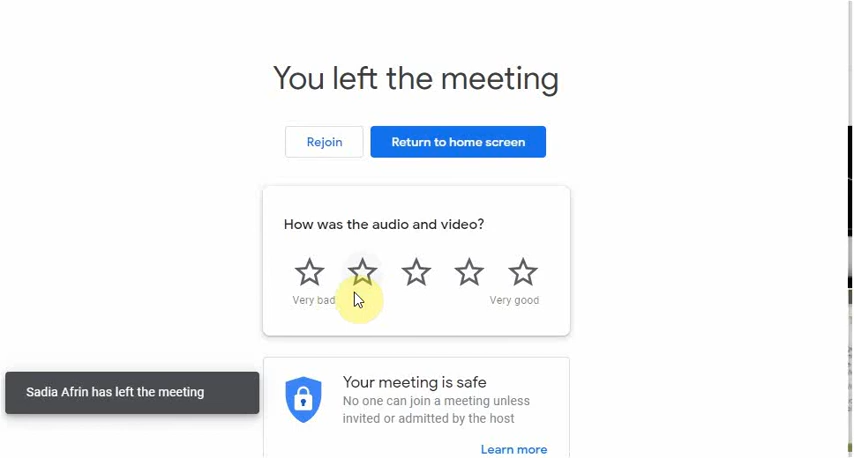 You left the meeting
Rejoin
Return to home screen
How was the audio and video?
Very bad
Very good
Sadia Afrin has left the meeting
Your meeting is safe
No one can join a meeting unless
invited or admitted by the host
Learn more